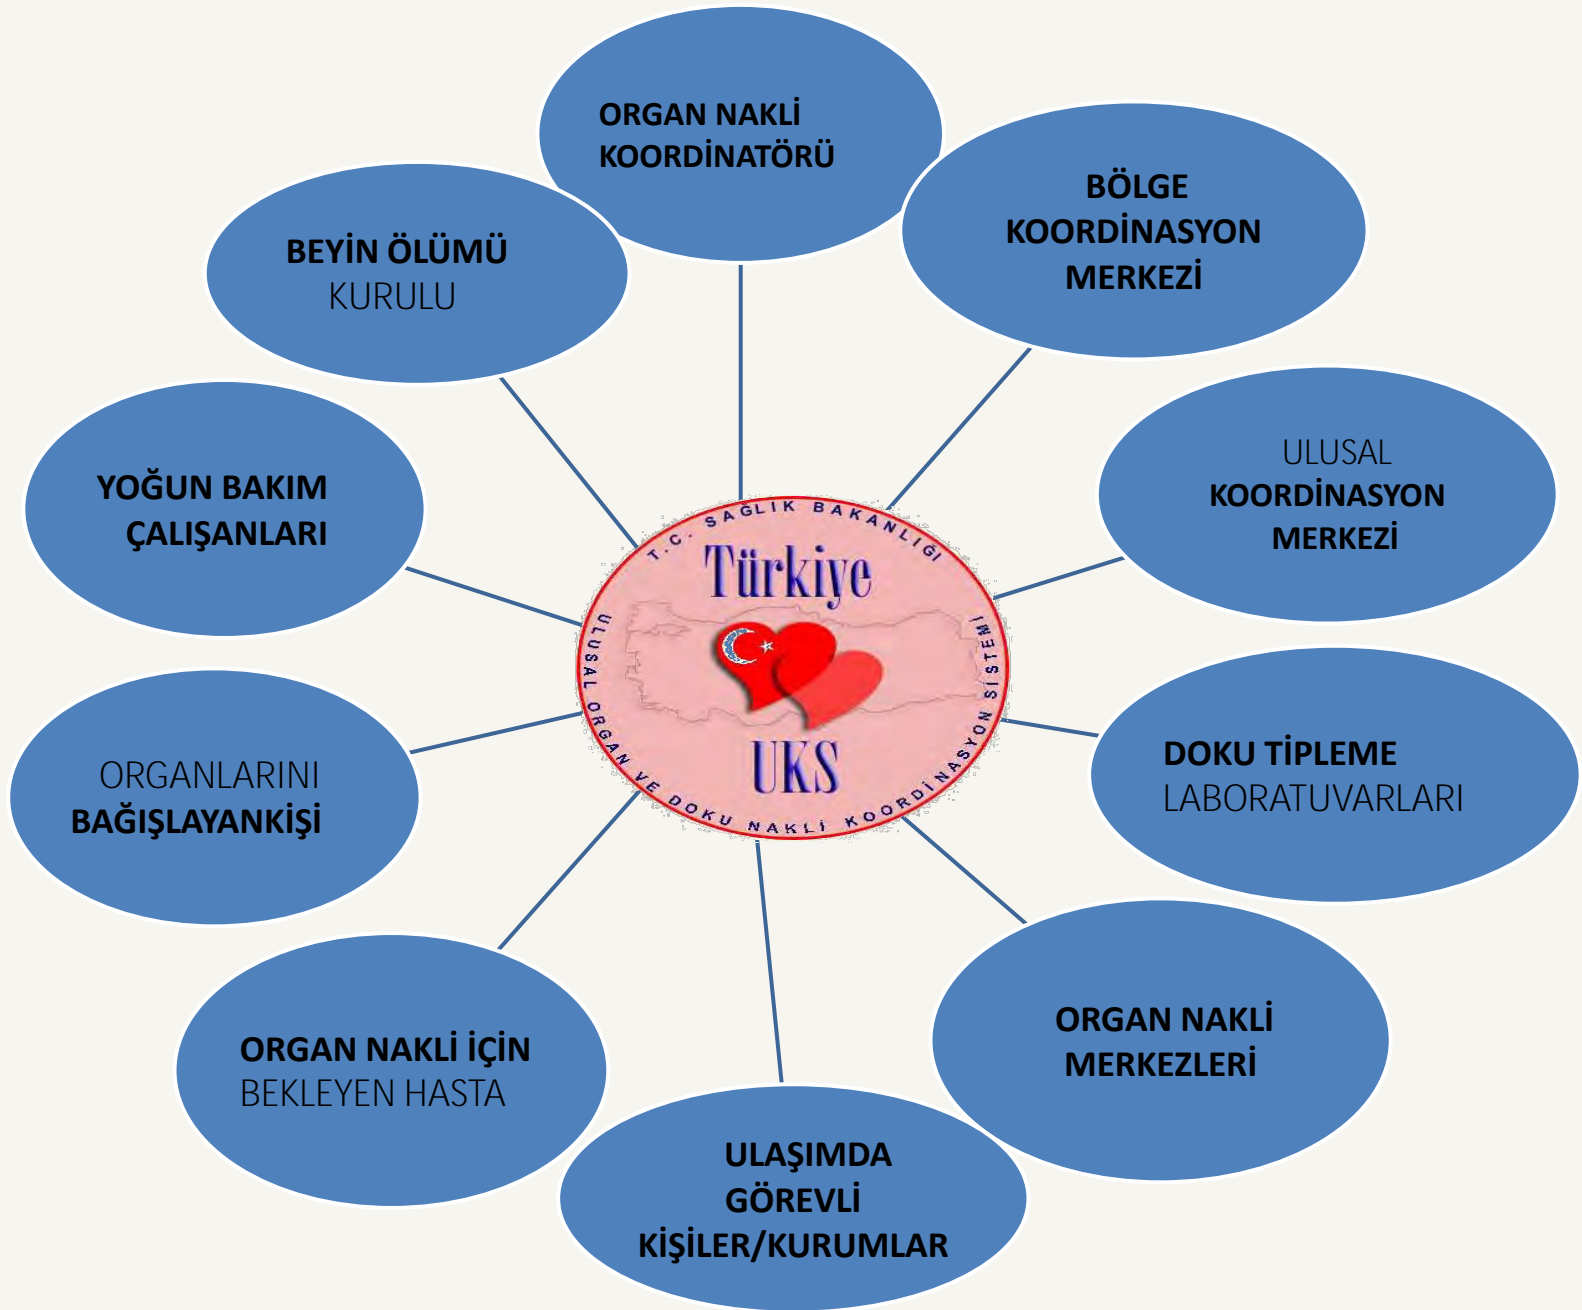 ORGAN NAKLİ
KOORDİNATÖRÜ
BÖLGE
KOORDİNASYON
MERKEZİ
BEYİN ÖLÜMÜ
KURULU
ULUSAL
KOORDİNASYON
MERKEZİ
YOĞUN BAKIM
ÇALIŞANLARI
T.C. SAĞLIK BAKANLIĞI
Türkiye
UKS
ULUSAL ORGAN VE DOKU NAKLİ KOORDİNASYON SİSTEMİ
DOKU TİPLEME
LABORATUVARLARI
ORGANLARINI
BAĞIŞLAYANKİŞİ
ORGAN NAKLİ
MERKEZLERİ
ORGAN NAKLİ İÇİN
BEKLEYEN HASTA
ULAŞIMDA
GÖREVLİ
KİŞİLER/KURUMLAR